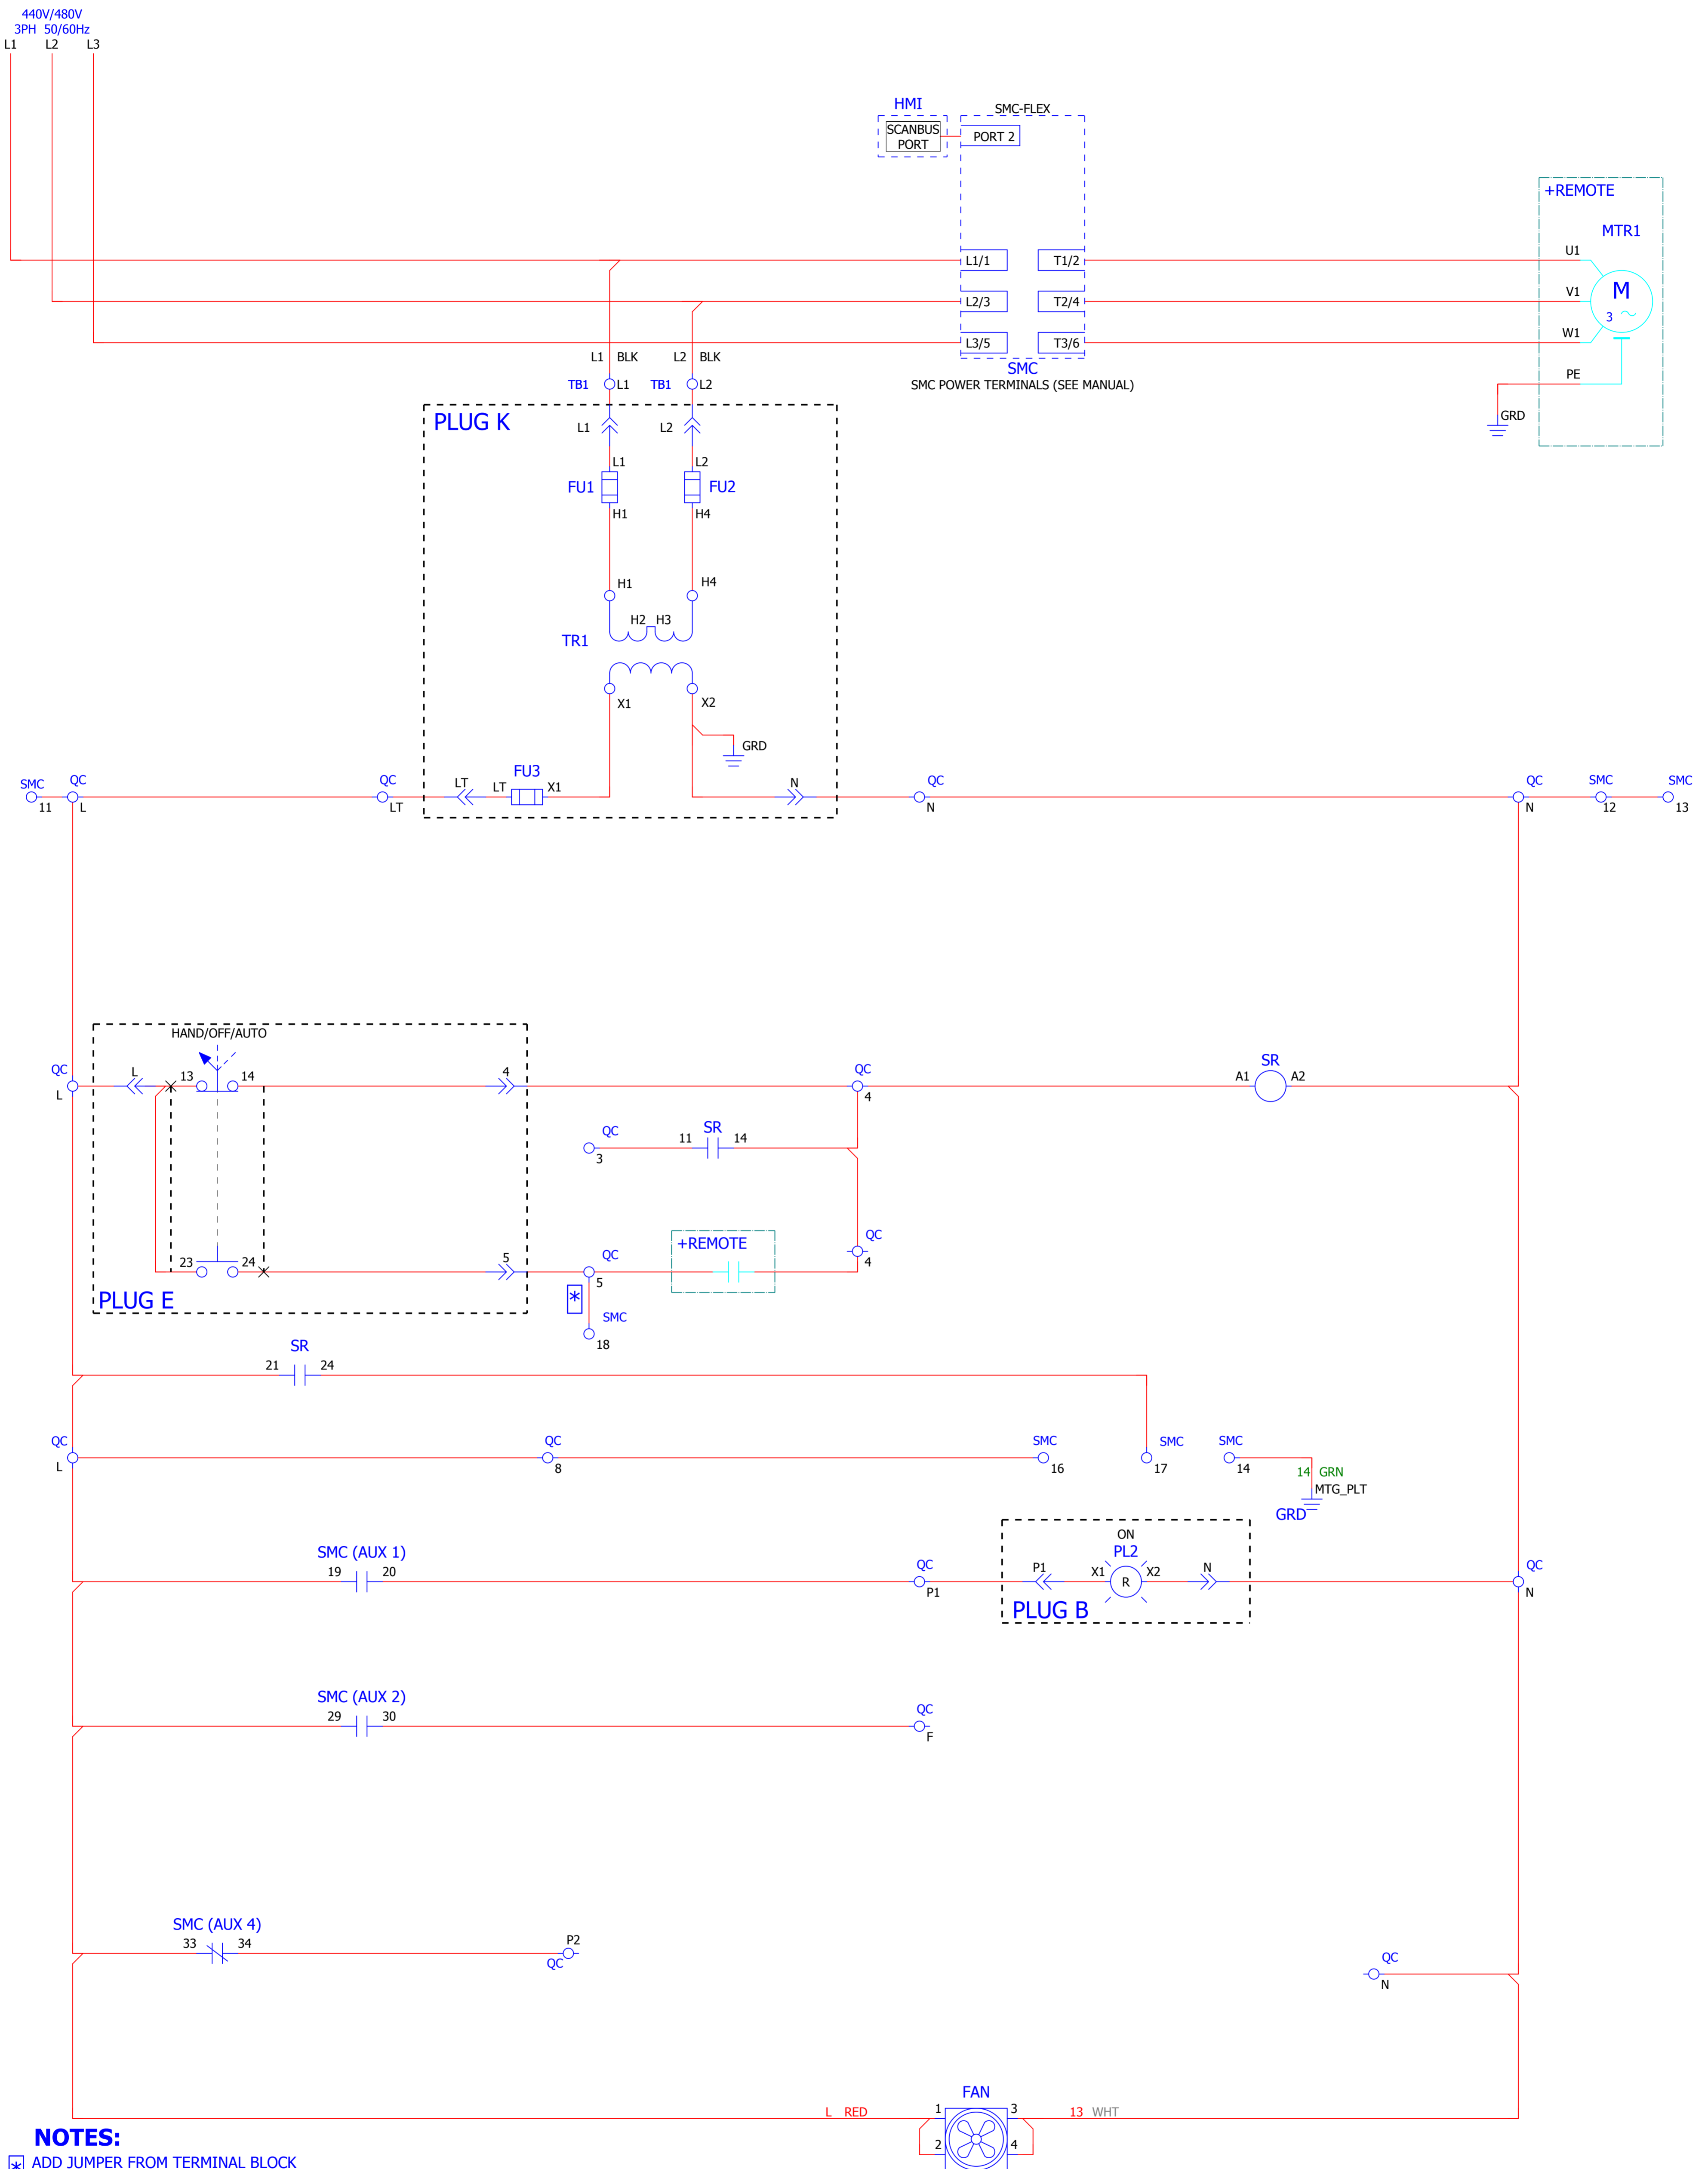 440V/480V
3PH 50/60Hz
L1 L2 L3
HMI
SCANBUS
PORT
SMC-FLEX
PORT 2
+REMOTE
MTR1
L1/1 T1/2 U1
L2/3 T2/4 V1
M
3
L3/5 T3/6 W1
SMC
SMC POWER TERMINALS (SEE MANUAL)
PE
GRD
L1 BLK L2 BLK
TB1 L1 TB1 L2
PLUG K
L1 L2
L1 L2
FU1 FU2
H1 H4
H1 H4
H2 H3
TR1
X1 X2
GRD
FU3
SMC QC QC LT LT X1 N QC QC SMC SMC
11 L LT N N 12 13
HAND/OFF/AUTO
QC L 13 14 4 QC SR
L 4 A1 A2
QC 11 SR 14
3
+REMOTE
23 24 5 QC QC
5 4
PLUG E
*
SMC
18
SR
21 24
QC QC SMC SMC SMC
L 8 16 17 14
14 GRN
MTG_PLT
GRD
ON
PL2
SMC (AUX 1)
19 20 QC P1 X1 R X2 N QC
P1 N
PLUG B
SMC (AUX 2)
29 30 QC
F
SMC (AUX 4)
33 34 P2
QC
QC
N
FAN
L RED 1 3 13 WHT
2 4
NOTES:
* ADD JUMPER FROM TERMINAL BLOCK